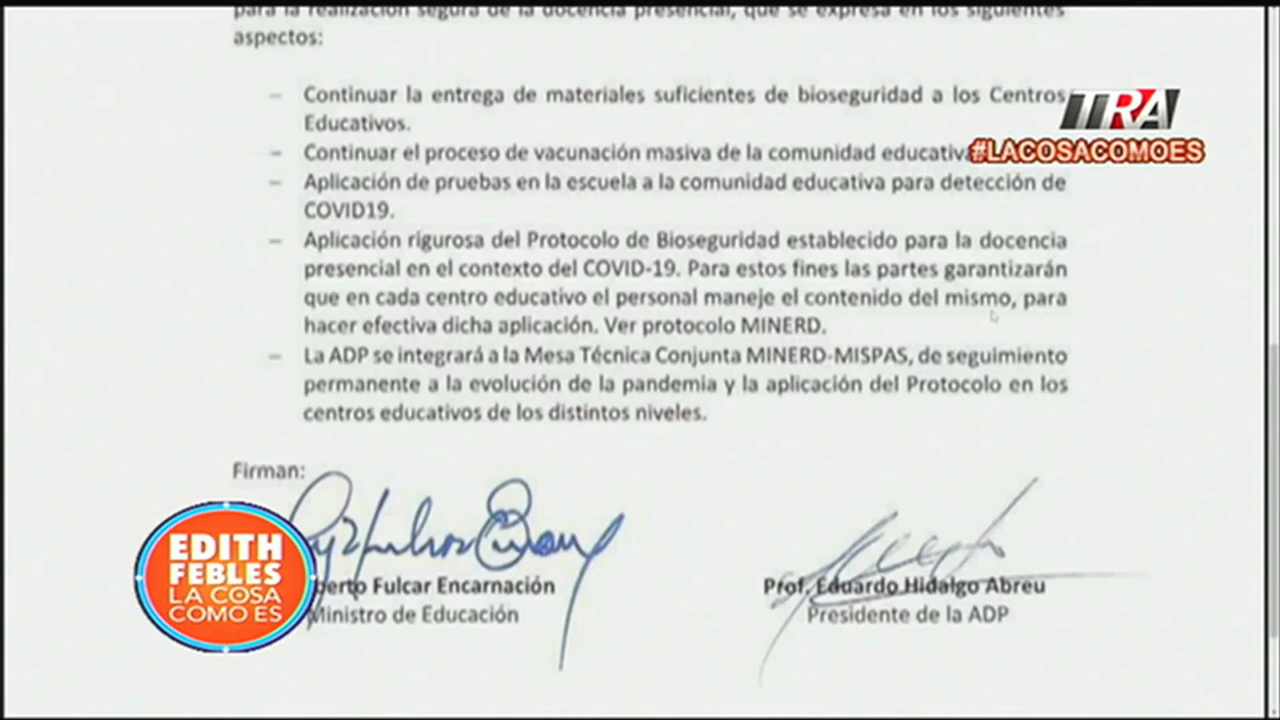 para la realización segura de la docencia presencial, que se expresa en los siguientes
aspectos:
– Continuar la entrega de materiales suficientes de bioseguridad a los Centros
Educativos.
– Continuar el proceso de vacunación masiva de la comunidad educativa
– Aplicación de pruebas en la escuela a la comunidad educativa para detección de
COVID19.
– Aplicación rigurosa del Protocolo de Bioseguridad establecido para la docencia
presencial en el contexto del COVID-19. Para estos fines las partes garantizarán
que en cada centro educativo el personal maneje el contenido del mismo, para
hacer efectiva dicha aplicación. Ver protocolo MINERD.
– La ADP se integrará a la Mesa Técnica Conjunta MINERD-MISPAS, de seguimiento
permanente a la evolución de la pandemia y la aplicación del Protocolo en los
centros educativos de los distintos niveles.
Firman:
berto Fulcar Encarnación
Ministro de Educación
Prof. Eduardo Hidalgo Abreu
Presidente de la ADP
TRA
#LACOSACOMOES
EDITH
FEBLES
LA COSA
COMO ES